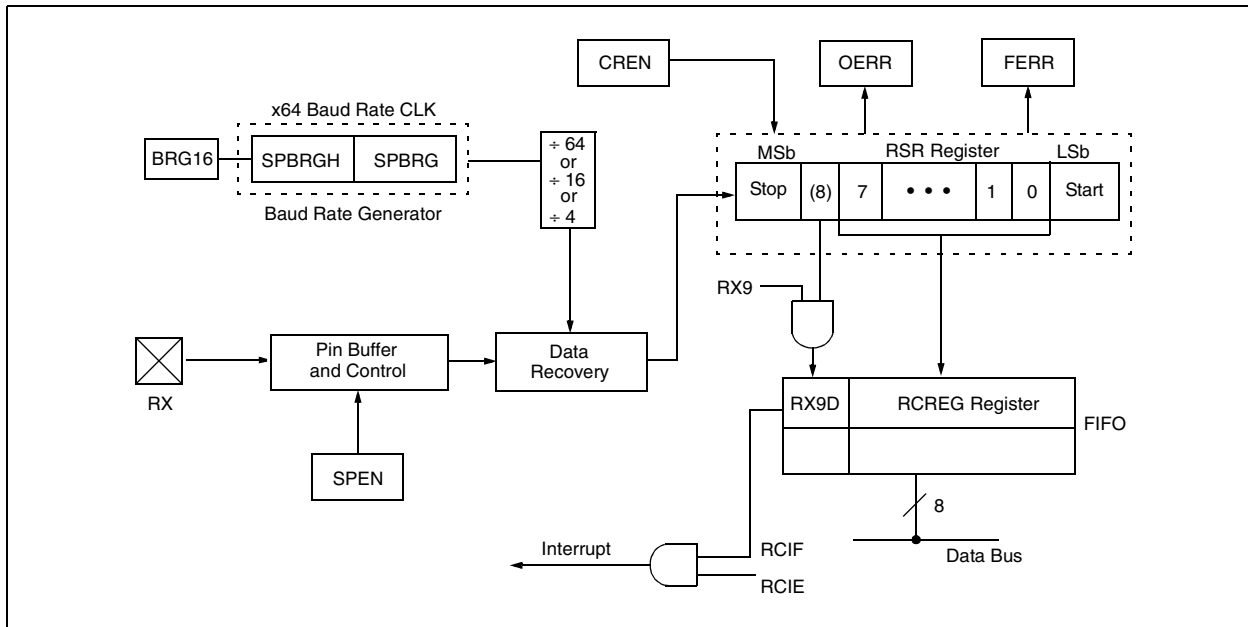 CREN
OERR
FERR
x64 Baud Rate CLK
BRG16
SPBRGH
SPBRG
Baud Rate Generator
÷ 64
or
÷ 16
or
÷ 4
MSb
RSR Register
LSb
Stop
(8)
7
• • •
1
0
Start
RX9
RX
Pin Buffer
and Control
Data
Recovery
SPEN
RX9D
RCREG Register
FIFO
8
Data Bus
Interrupt
RCIF
RCIE